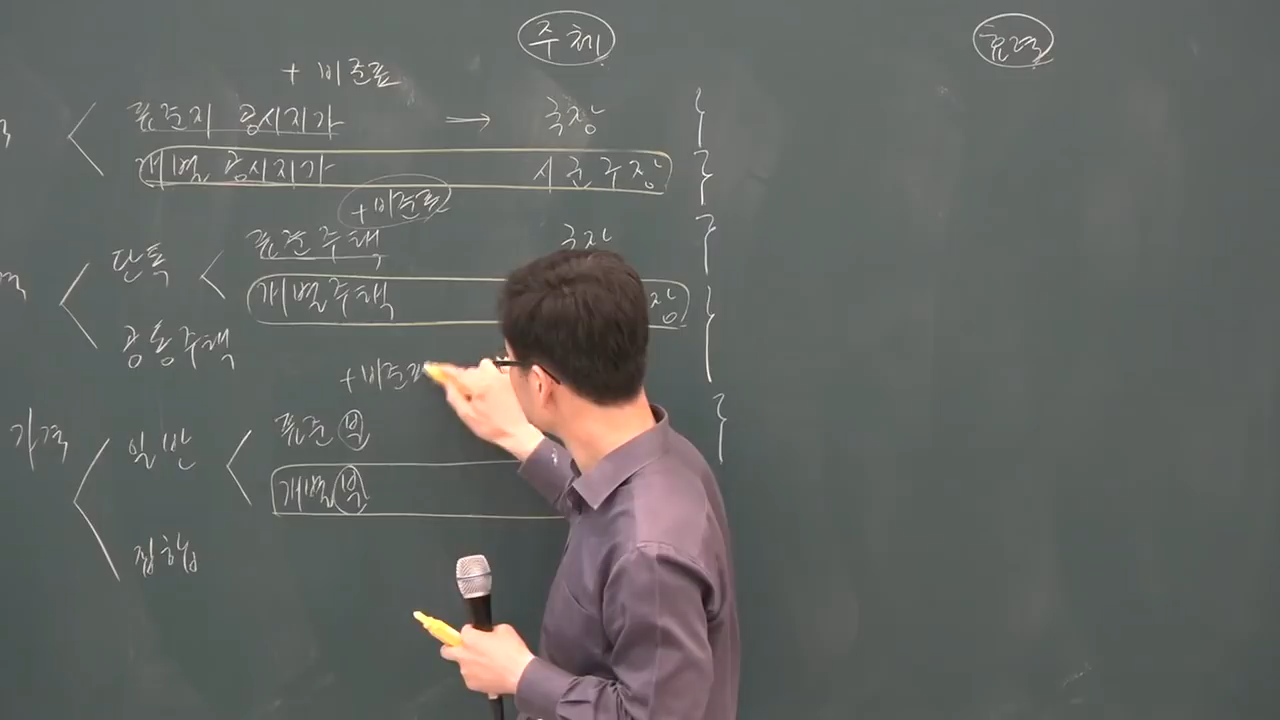 주체 효력
+ 비준표
표준지 공시지가 → 국장
개별 공시지가 시군구장
+비준표
단독 표준주택 국장
개별주택 장
공동주택
+비준
가격 일반 표준 비
개별 비
집합